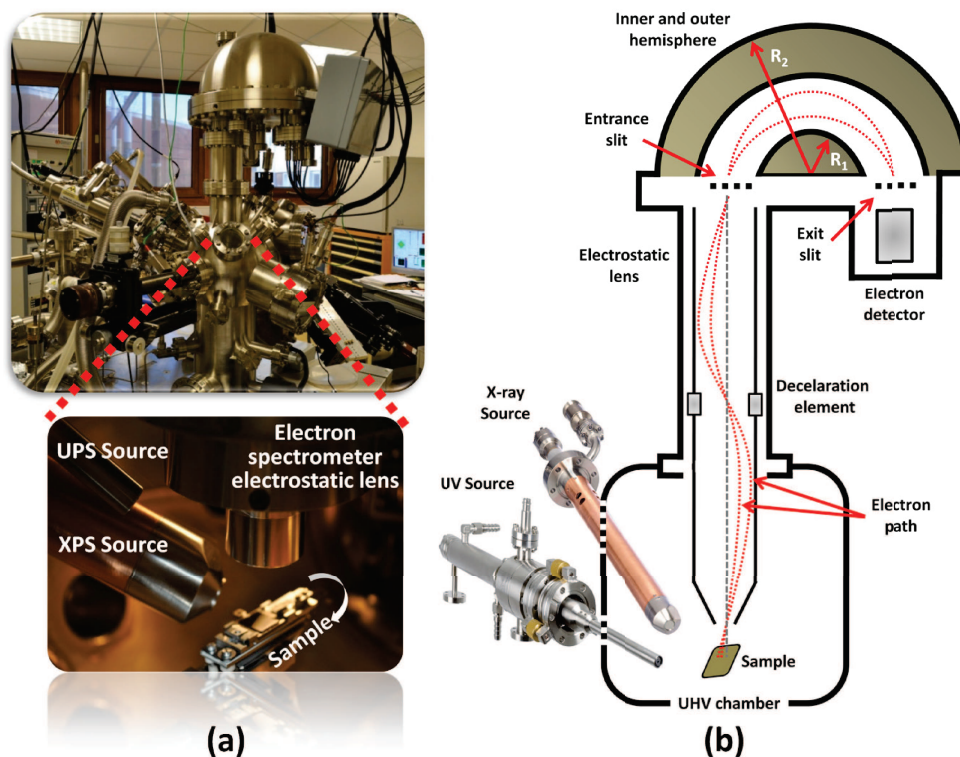 UPS Source
XPS Source
Electron
spectrometer
electrostatic lens
Sample
(a)
Inner and outer
hemisphere
R2
R1
Entrance
slit
Exit
slit
Electrostatic
lens
Electron
detector
Decelaration
element
X-ray
Source
UV Source
Electron
path
Sample
UHV chamber
(b)